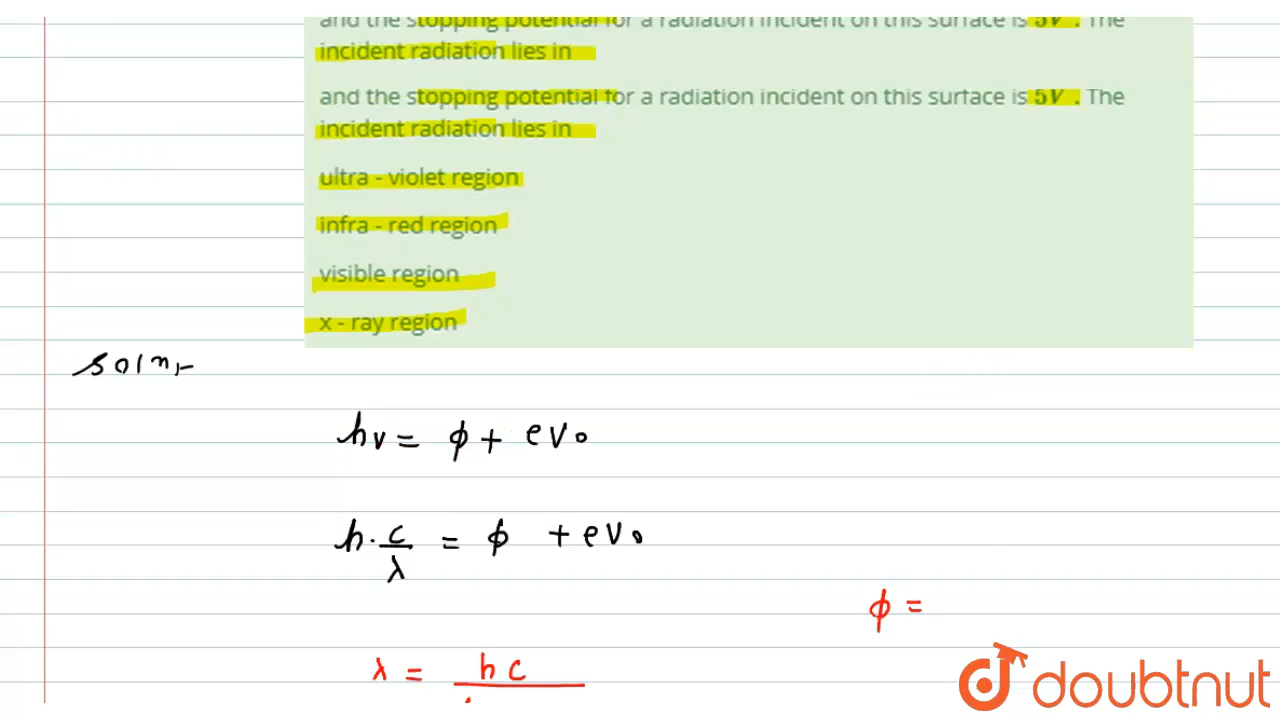 and the stopping potential for a radiation incident on this surface is 5V . The
incident radiation lies in
and the stopping potential for a radiation incident on this surface is 5V . The
incident radiation lies in
ultra - violet region
infra - red region
visible region
x - ray region
Soln,-
hν = φ + eV₀
h · c/λ = φ + eV₀
φ =
λ = hc
doubtnut